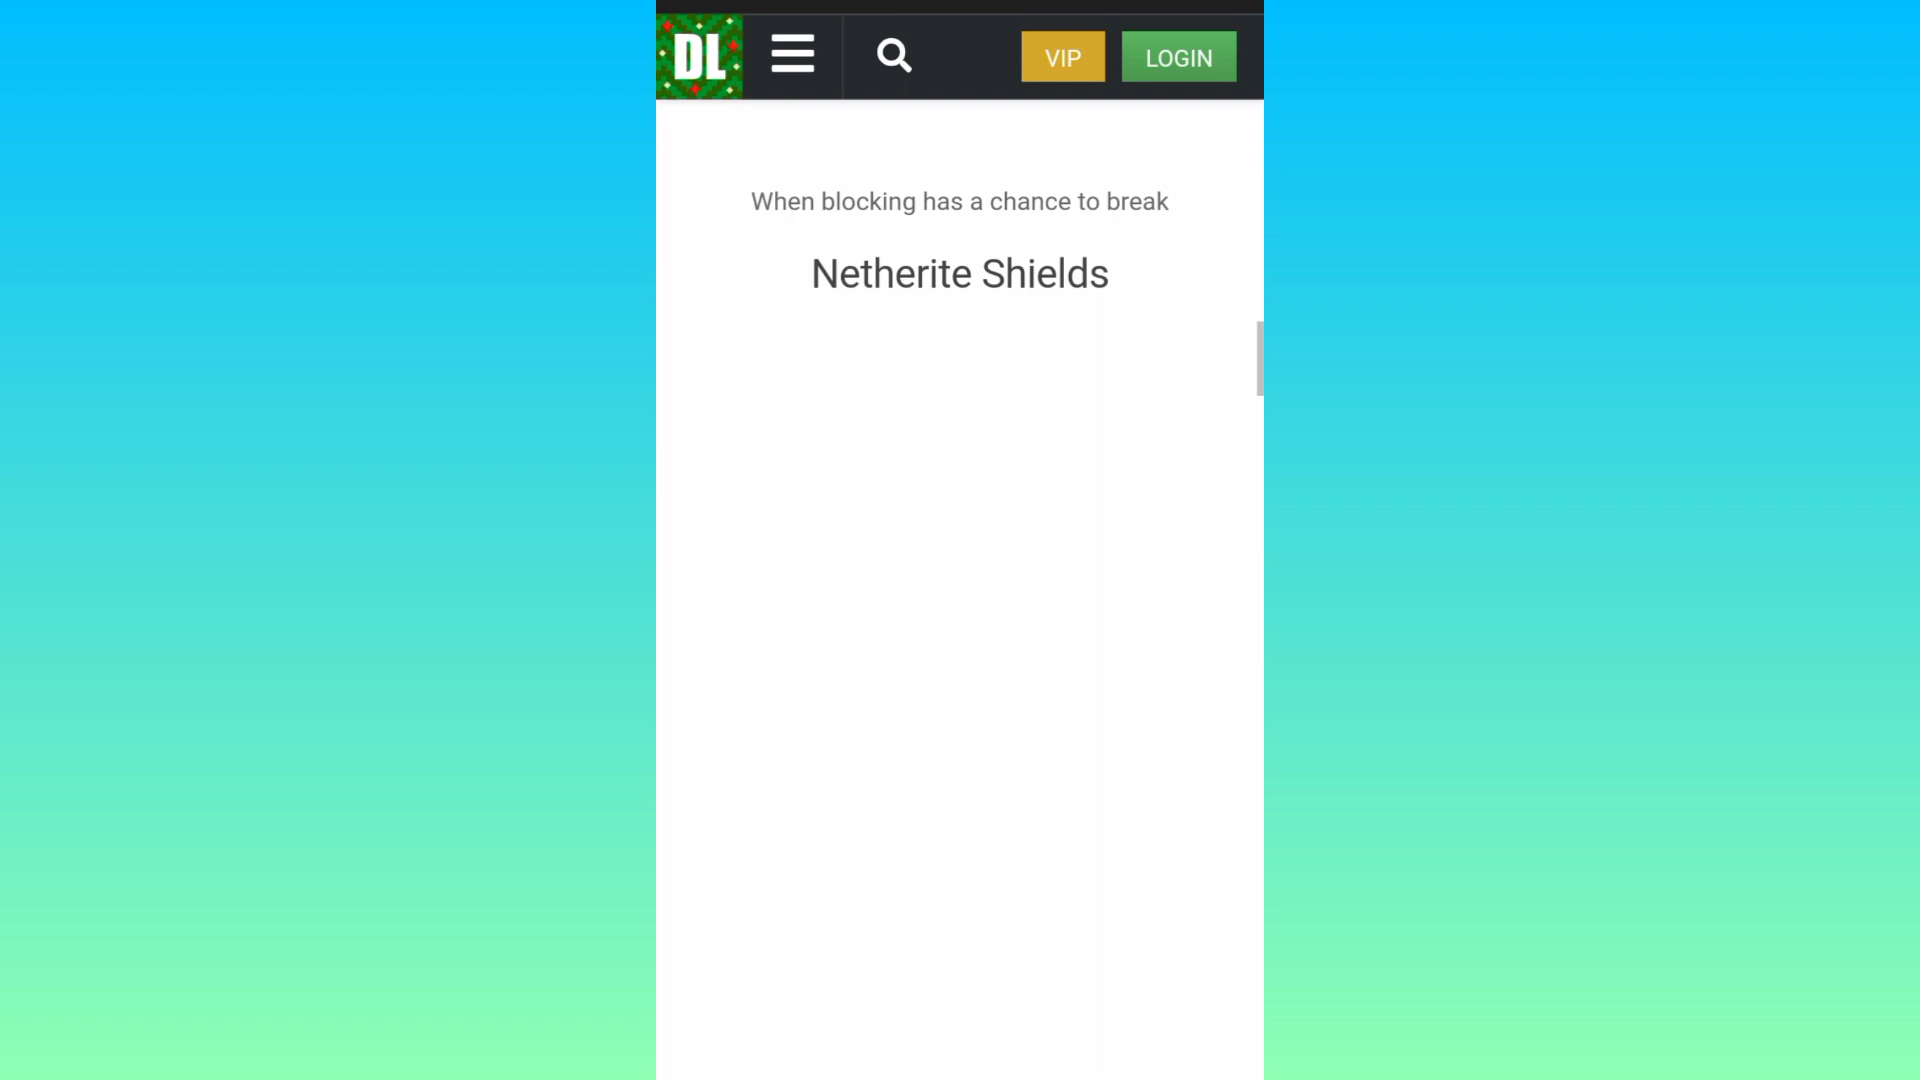 DL
VIP
LOGIN
When blocking has a chance to break
Netherite Shields